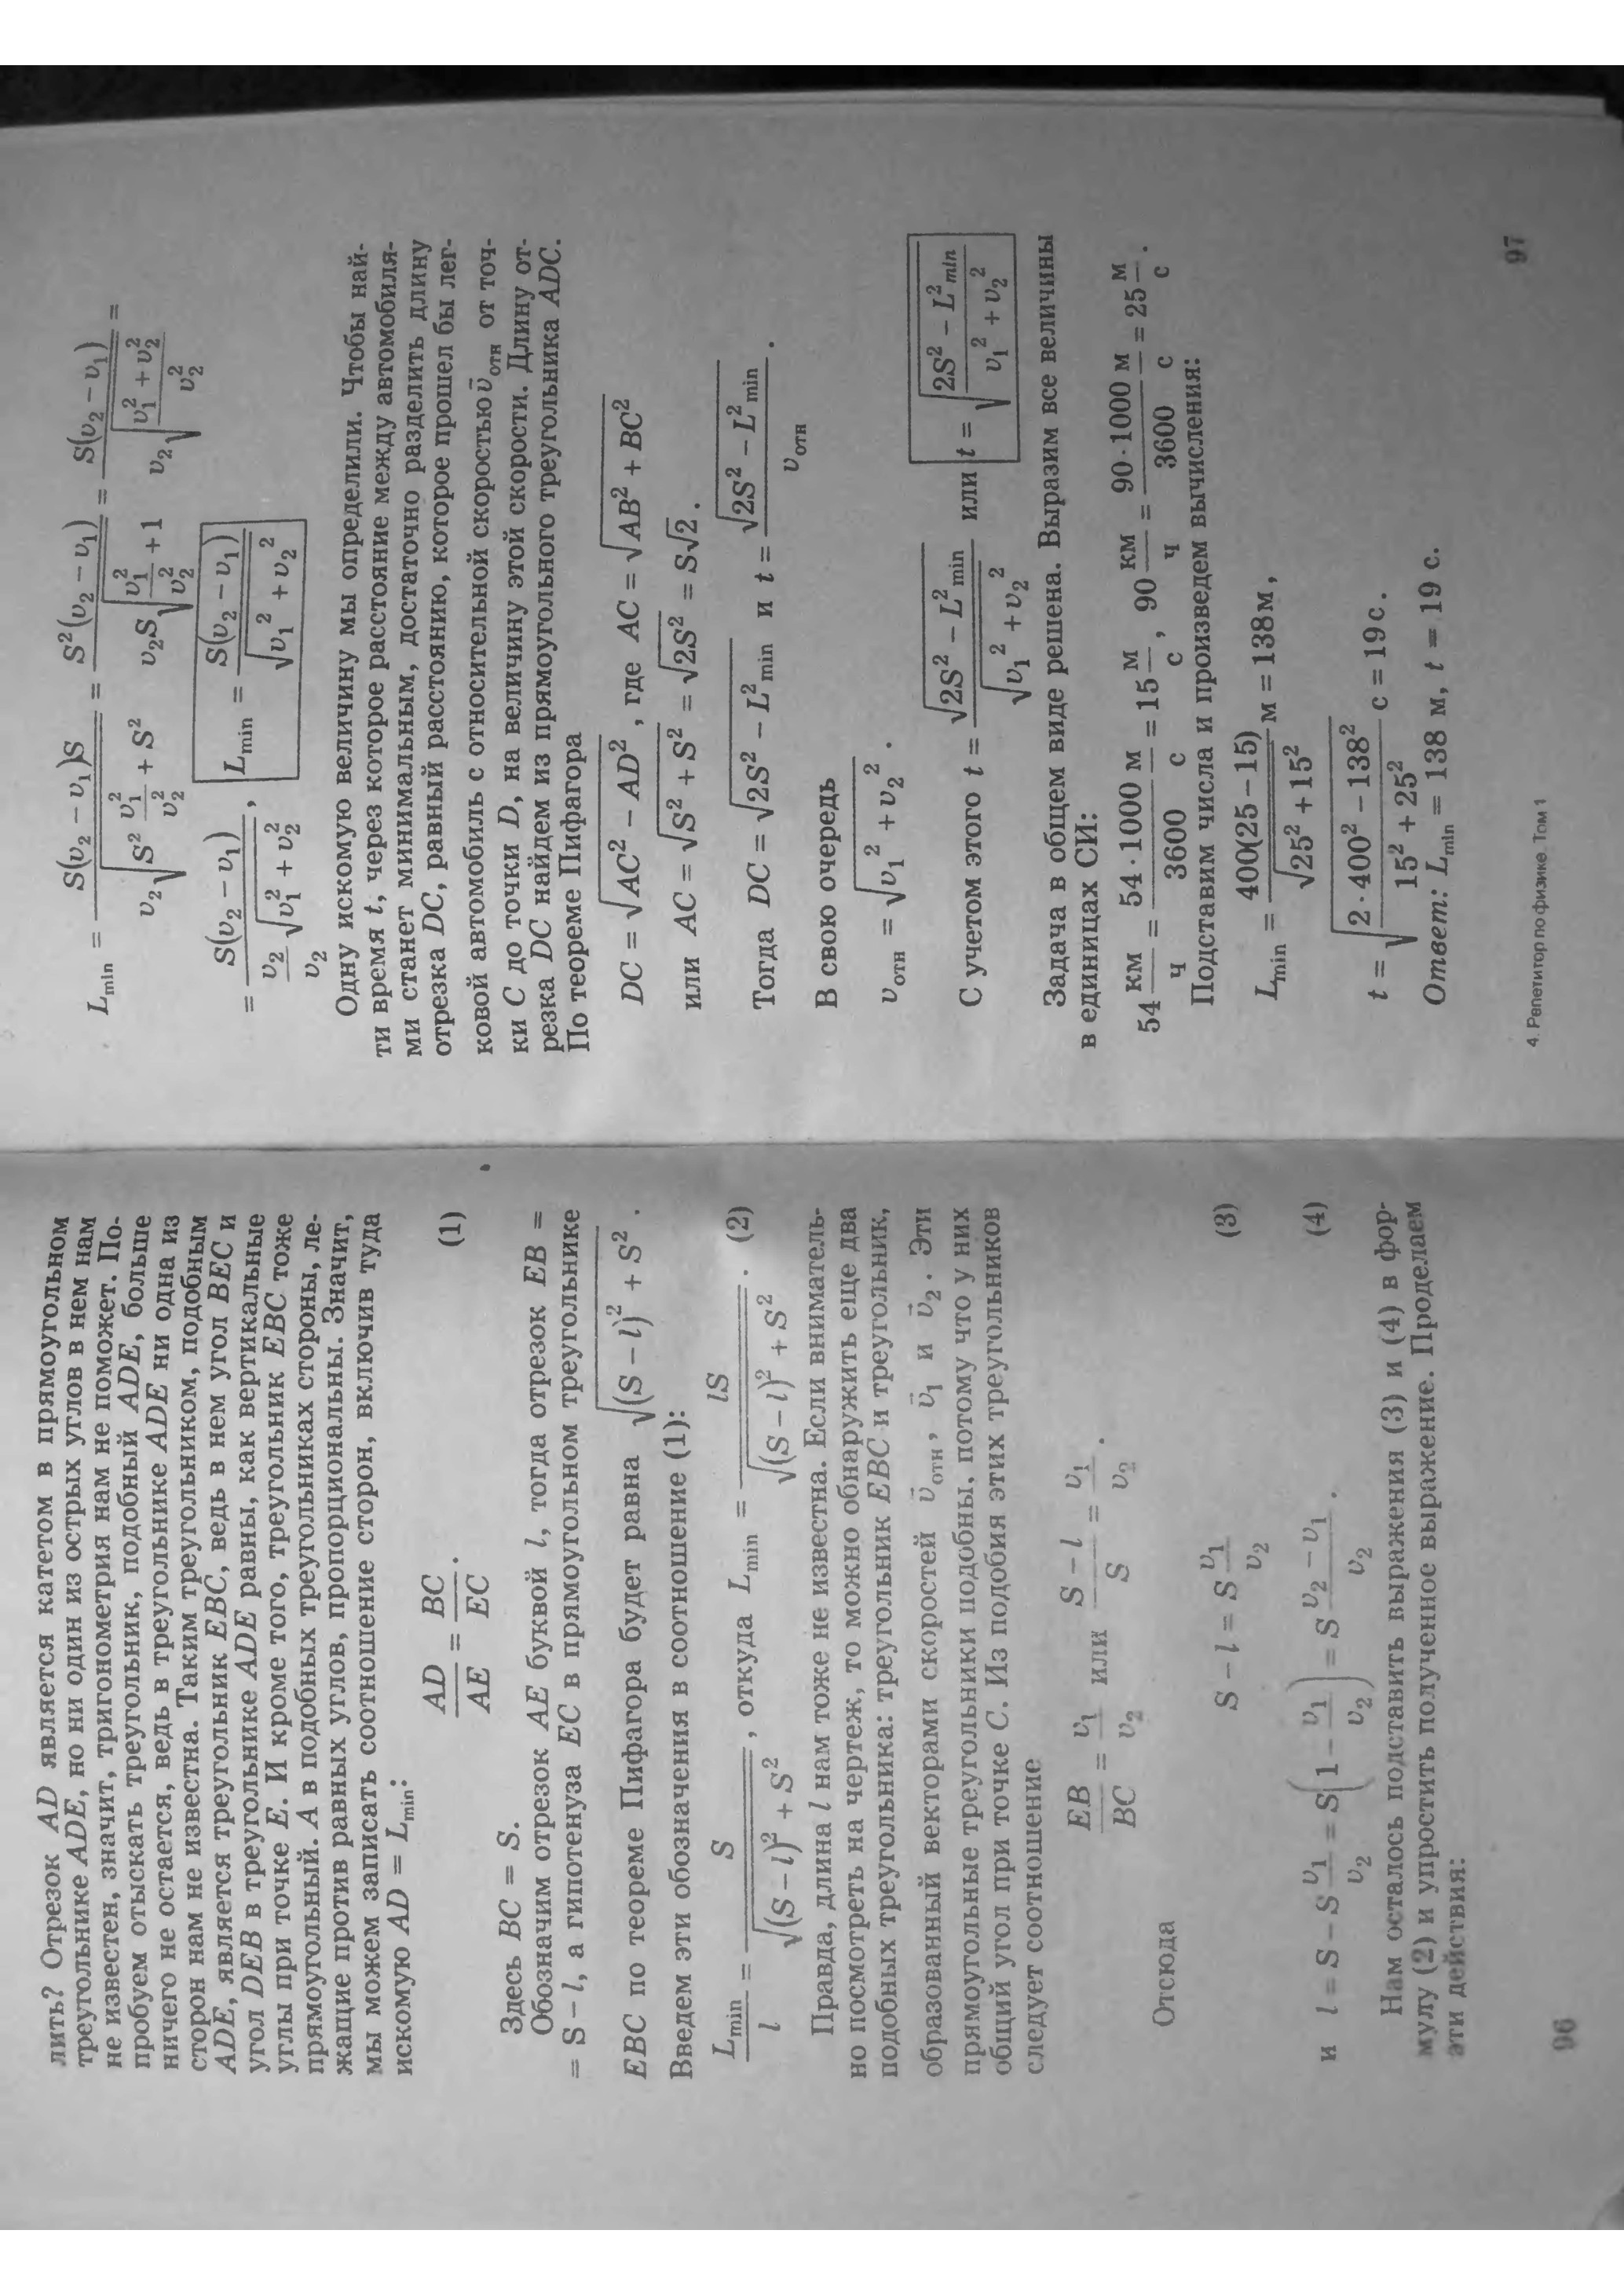 лить? Отрезок AD является катетом в прямоугольном
треугольнике ADE, но ни один из острых углов в нем нам
не известен, значит, тригонометрия нам не поможет. По-
пробуем отыскать треугольник, подобный ADE, больше
ничего не остается, ведь в треугольнике ADE ни одна из
сторон нам не известна. Таким треугольником, подобным
ADE, является треугольник EBC, ведь в нем угол BEC и
угол DEB в треугольнике ADE равны, как вертикальные
углы при точке E. И кроме того, треугольник EBC тоже
прямоугольный. А в подобных треугольниках стороны, ле-
жащие против равных углов, пропорциональны. Значит,
мы можем записать соотношение сторон, включив туда
искомую AD = L_min:
AD/AE = BC/EC. (1)
Здесь BC = S.
Обозначим отрезок AE буквой l, тогда отрезок EB =
= S – l, а гипотенуза EC в прямоугольном треугольнике
EBC по теореме Пифагора будет равна √((S – l)² + S²).
Введем эти обозначения в соотношение (1):
L_min/l = S/√((S – l)² + S²), откуда L_min = lS/√((S – l)² + S²). (2)
Правда, длина l нам тоже не известна. Если вниматель-
но посмотреть на чертеж, то можно обнаружить еще два
подобных треугольника: треугольник EBC и треугольник,
образованный векторами скоростей v⃗_отн, v⃗₁ и v⃗₂. Эти
прямоугольные треугольники подобны, потому что у них
общий угол при точке C. Из подобия этих треугольников
следует соотношение
EB/BC = v₁/v₂ или (S – l)/S = v₁/v₂.
Отсюда
S – l = S v₁/v₂ (3)
и l = S – S v₁/v₂ = S(1 – v₁/v₂) = S (v₂ – v₁)/v₂. (4)
Нам осталось подставить выражения (3) и (4) в фор-
мулу (2) и упростить полученное выражение. Проделаем
эти действия:
96
L_min = S(v₂ – v₁)S/(v₂√(S² v₁²/v₂² + S²)) = S²(v₂ – v₁)/(v₂S√(v₁²/v₂² + 1)) = S(v₂ – v₁)/(v₂√((v₁² + v₂²)/v₂²)) =
= S(v₂ – v₁)/((v₂/v₂)√(v₁² + v₂²)), L_min = S(v₂ – v₁)/√(v₁² + v₂²)
Одну искомую величину мы определили. Чтобы най-
ти время t, через которое расстояние между автомобиля-
ми станет минимальным, достаточно разделить длину
отрезка DC, равный расстоянию, которое прошел бы лег-
ковой автомобиль с относительной скоростью v⃗_отн от точ-
ки C до точки D, на величину этой скорости. Длину от-
резка DC найдем из прямоугольного треугольника ADC.
По теореме Пифагора
DC = √(AC² – AD²), где AC = √(AB² + BC²)
или AC = √(S² + S²) = √(2S²) = S√2.
Тогда DC = √(2S² – L²_min) и t = √(2S² – L²_min)/v_отн.
В свою очередь
v_отн = √(v₁² + v₂²).
С учетом этого t = √(2S² – L²_min)/√(v₁² + v₂²) или t = √((2S² – L²_min)/(v₁² + v₂²))
Задача в общем виде решена. Выразим все величины
в единицах СИ:
54 км/ч = 54·1000/3600 м/с = 15 м/с, 90 км/ч = 90·1000/3600 м/с = 25 м/с.
Подставим числа и произведем вычисления:
L_min = 400(25 – 15)/√(25² + 15²) м = 138 м,
t = √((2·400² – 138²)/(15² + 25²)) с = 19 с.
Ответ: L_min = 138 м, t = 19 с.
4. Репетитор по физике. Том 1
97